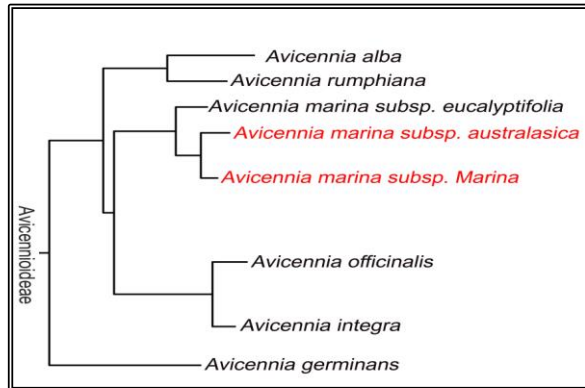 Avicennia alba
Avicennia rumphiana
Avicennia marina subsp. eucalyptifolia
Avicennia marina subsp. australasica
Avicennia marina subsp. Marina
Avicennioideae
Avicennia officinalis
Avicennia integra
Avicennia germinans